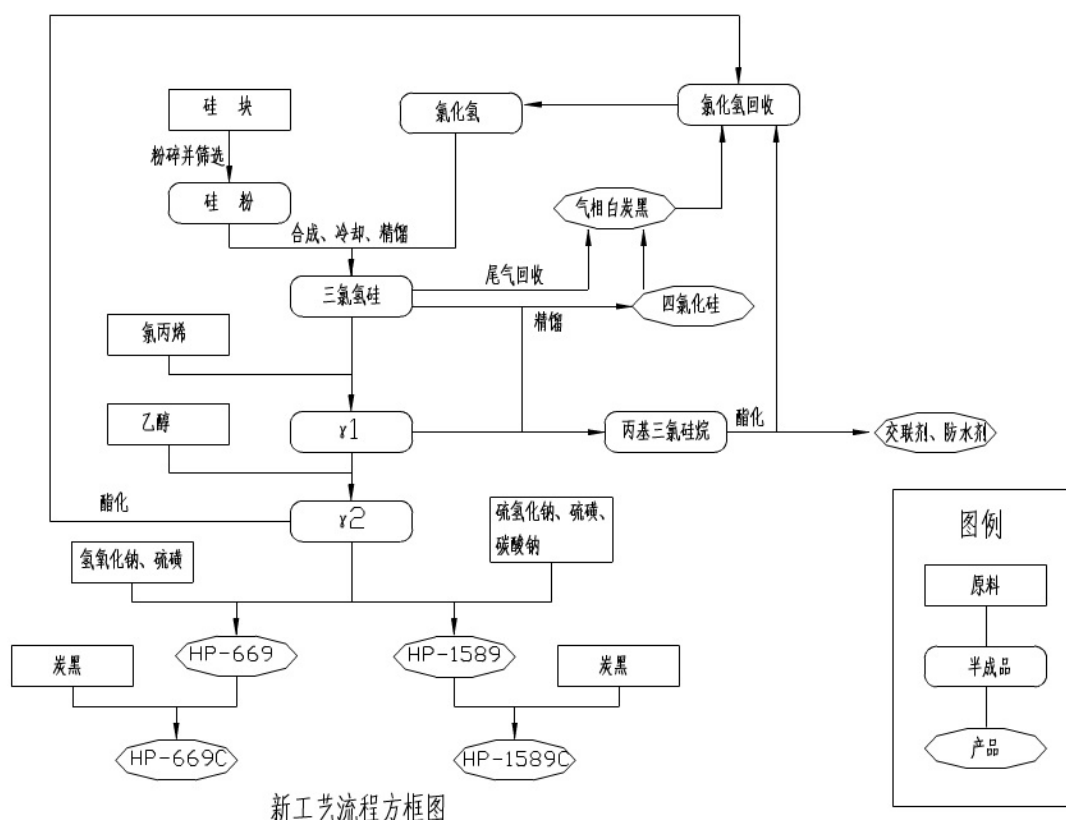 硅 块
氯化氢
氯化氢回收
粉碎并筛选
硅 粉
气相白炭黑
合成、冷却、精馏
尾气回收
三氯氢硅
四氯化硅
精馏
氯丙烯
乙醇
γ1
丙基三氯硅烷
酯化
交联剂、防水剂
酯化
γ2
硫氢化钠、硫磺、
碳酸钠
图例
氢氧化钠、硫磺
原料
炭黑
HP-669
HP-1589
炭黑
半成品
HP-669C
HP-1589C
产品
新工艺流程方框图